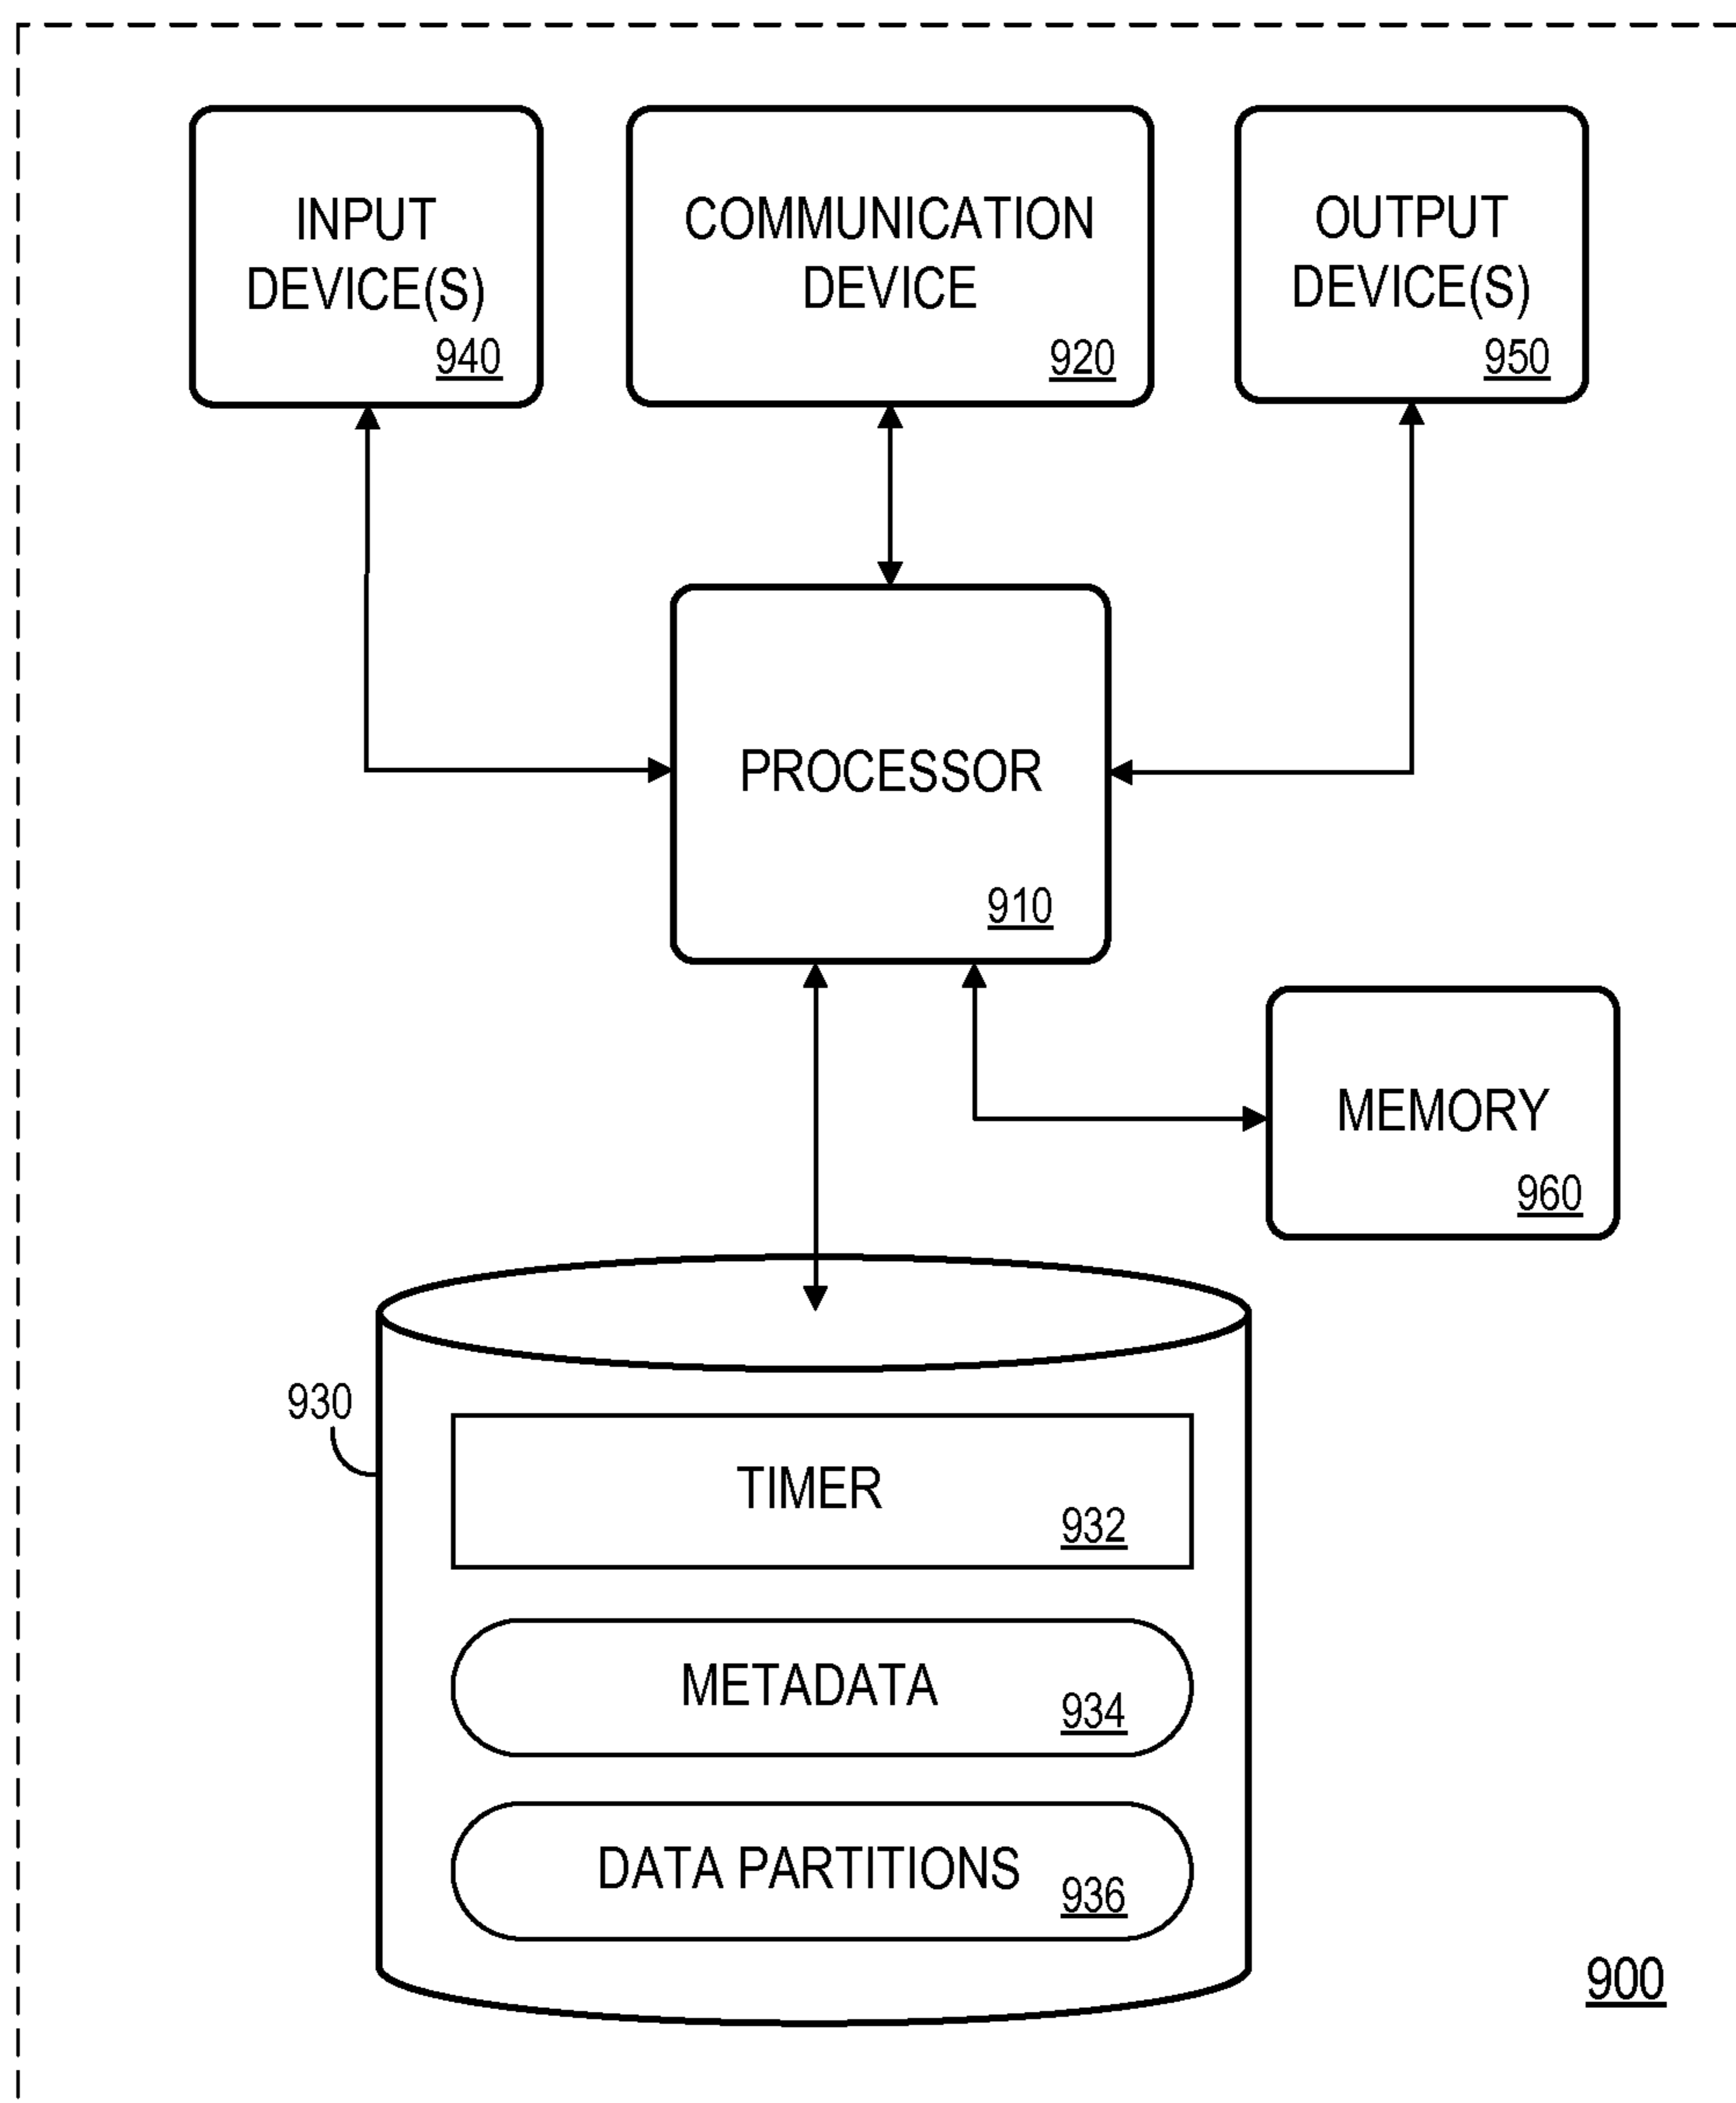 INPUT
DEVICE(S)
940
COMMUNICATION
DEVICE
920
OUTPUT
DEVICE(S)
950
PROCESSOR
910
MEMORY
960
930
TIMER
932
METADATA
934
DATA PARTITIONS
936
900